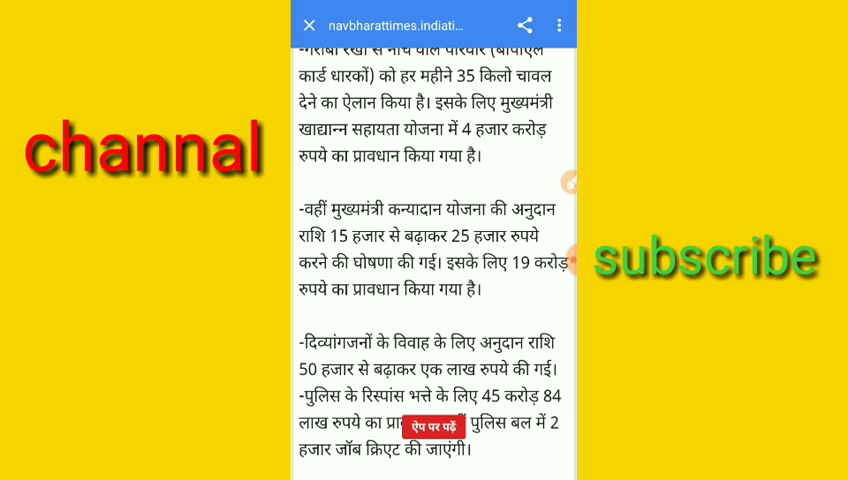 navbharattimes.indiati...
-गरीबी रेखा से नीचे वाले परिवार (बीपीएल
कार्ड धारकों) को हर महीने 35 किलो चावल
देने का ऐलान किया है। इसके लिए मुख्यमंत्री
खाद्यान्न सहायता योजना में 4 हजार करोड़
रुपये का प्रावधान किया गया है।
channal
-वहीं मुख्यमंत्री कन्यादान योजना की अनुदान
राशि 15 हजार से बढ़ाकर 25 हजार रुपये
करने की घोषणा की गई। इसके लिए 19 करोड़
रुपये का प्रावधान किया गया है।
subscribe
-दिव्यांगजनों के विवाह के लिए अनुदान राशि
50 हजार से बढ़ाकर एक लाख रुपये की गई।
-पुलिस के रिस्पांस भत्ते के लिए 45 करोड़ 84
लाख रुपये का पुलिस बल में 2
ऐप पर पढ़ें
हजार जॉब क्रिएट की जाएंगी।